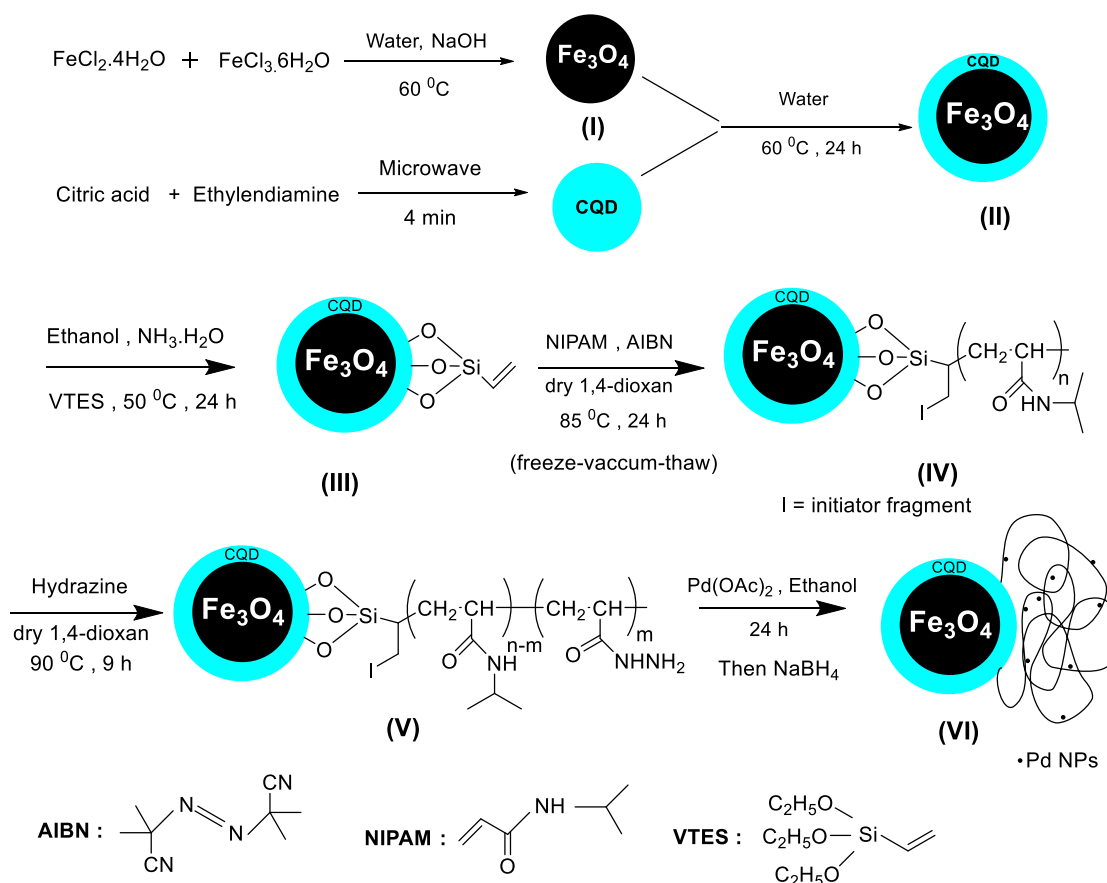 FeCl2.4H2O + FeCl3.6H2O
Water, NaOH
60 0C
Fe3O4
(I)
Citric acid + Ethylendiamine
Microwave
4 min
CQD
Water
60 0C , 24 h
CQD
Fe3O4
(II)
Ethanol , NH3.H2O
VTES , 50 0C , 24 h
CQD
Fe3O4
O
O
O
Si
(III)
NIPAM , AIBN
dry 1,4-dioxan
85 0C , 24 h
(freeze-vaccum-thaw)
CQD
Fe3O4
O
O
O
Si
I
CH2
O
NH
n
(IV)
I = initiator fragment
Hydrazine
dry 1,4-dioxan
90 0C , 9 h
CQD
Fe3O4
O
O
O
Si
I
CH2
O
NH
n-m
CH2
O
NHNH2
m
(V)
Pd(OAc)2 , Ethanol
24 h
Then NaBH4
CQD
Fe3O4
(VI)
•Pd NPs
AIBN :
CN
N
N
CN
NIPAM :
NH
O
VTES :
C2H5O
C2H5O
C2H5O
Si